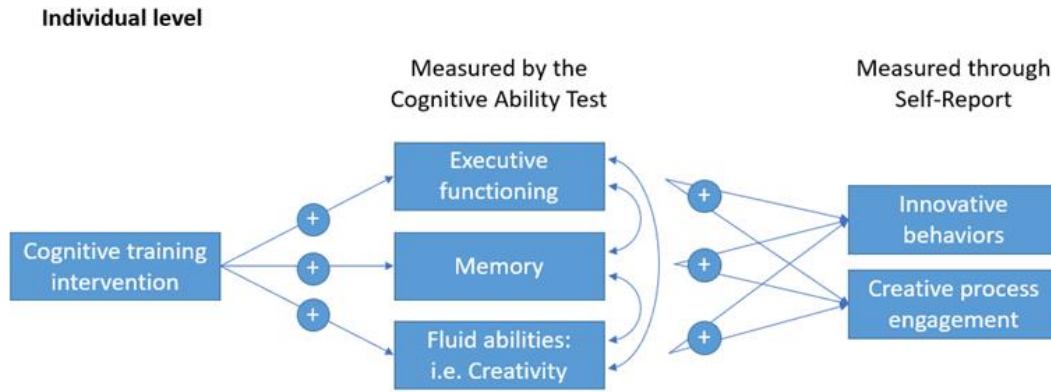 Individual level
Measured by the
Cognitive Ability Test
Measured through
Self-Report
Executive
functioning
+
+
Innovative
behaviors
Cognitive training
intervention
+
Memory
+
Creative process
engagement
+
Fluid abilities:
i.e. Creativity
+